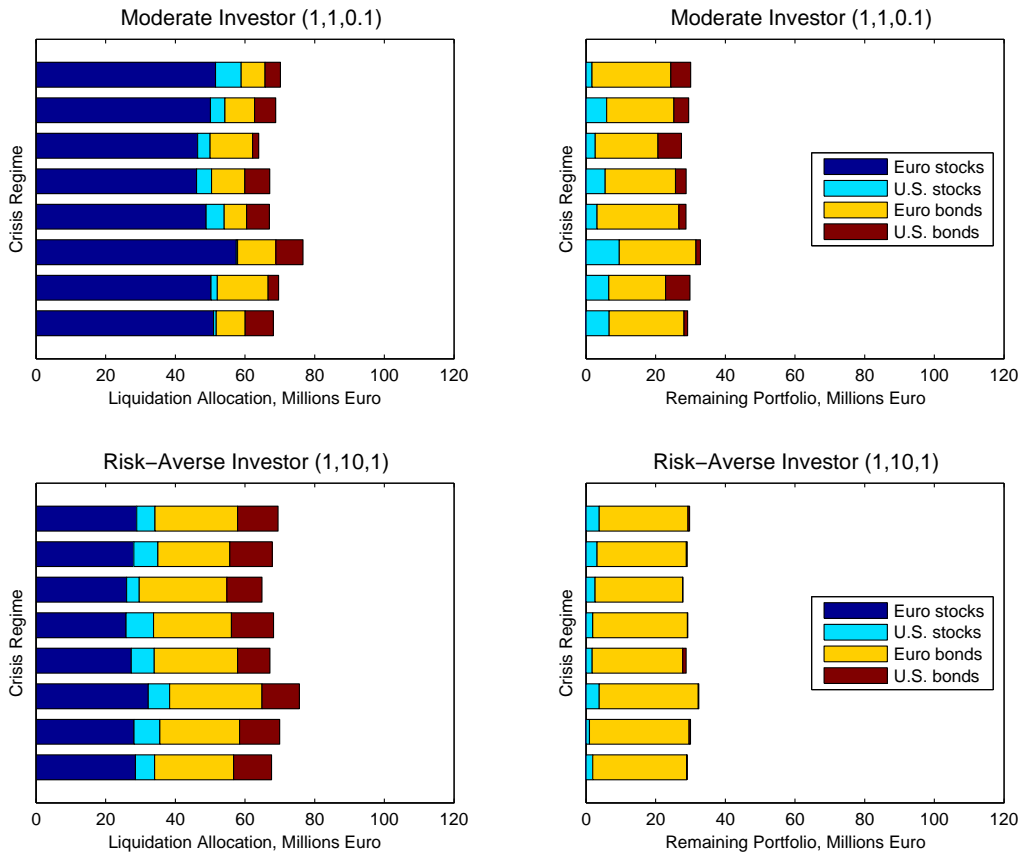 Moderate Investor (1,1,0.1)
Crisis Regime
0 20 40 60 80 100 120
Liquidation Allocation, Millions Euro
Moderate Investor (1,1,0.1)
Crisis Regime
Euro stocks
U.S. stocks
Euro bonds
U.S. bonds
0 20 40 60 80 100 120
Remaining Portfolio, Millions Euro
Risk−Averse Investor (1,10,1)
Crisis Regime
0 20 40 60 80 100 120
Liquidation Allocation, Millions Euro
Risk−Averse Investor (1,10,1)
Crisis Regime
Euro stocks
U.S. stocks
Euro bonds
U.S. bonds
0 20 40 60 80 100 120
Remaining Portfolio, Millions Euro